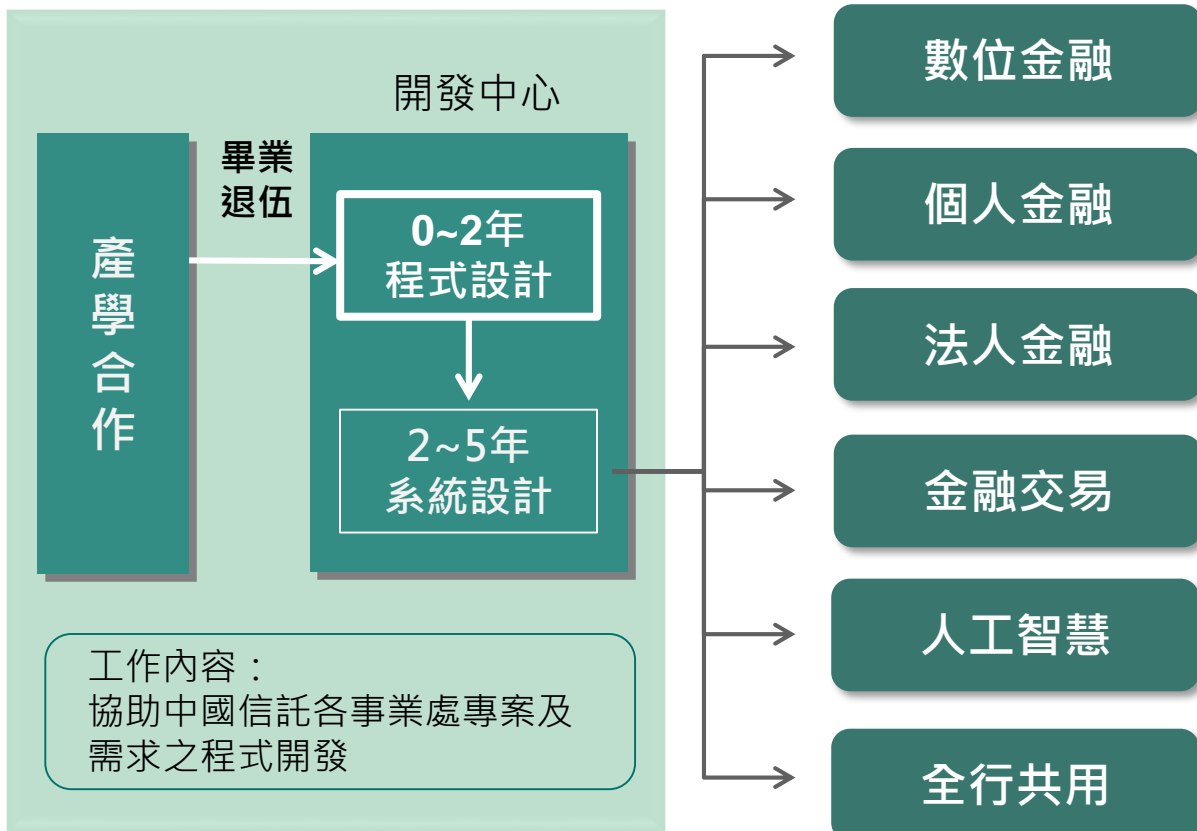 開發中心
產學合作
畢業
退伍
0~2年
程式設計
2~5年
系統設計
工作內容：
協助中國信託各事業處專案及
需求之程式開發
數位金融
個人金融
法人金融
金融交易
人工智慧
全行共用